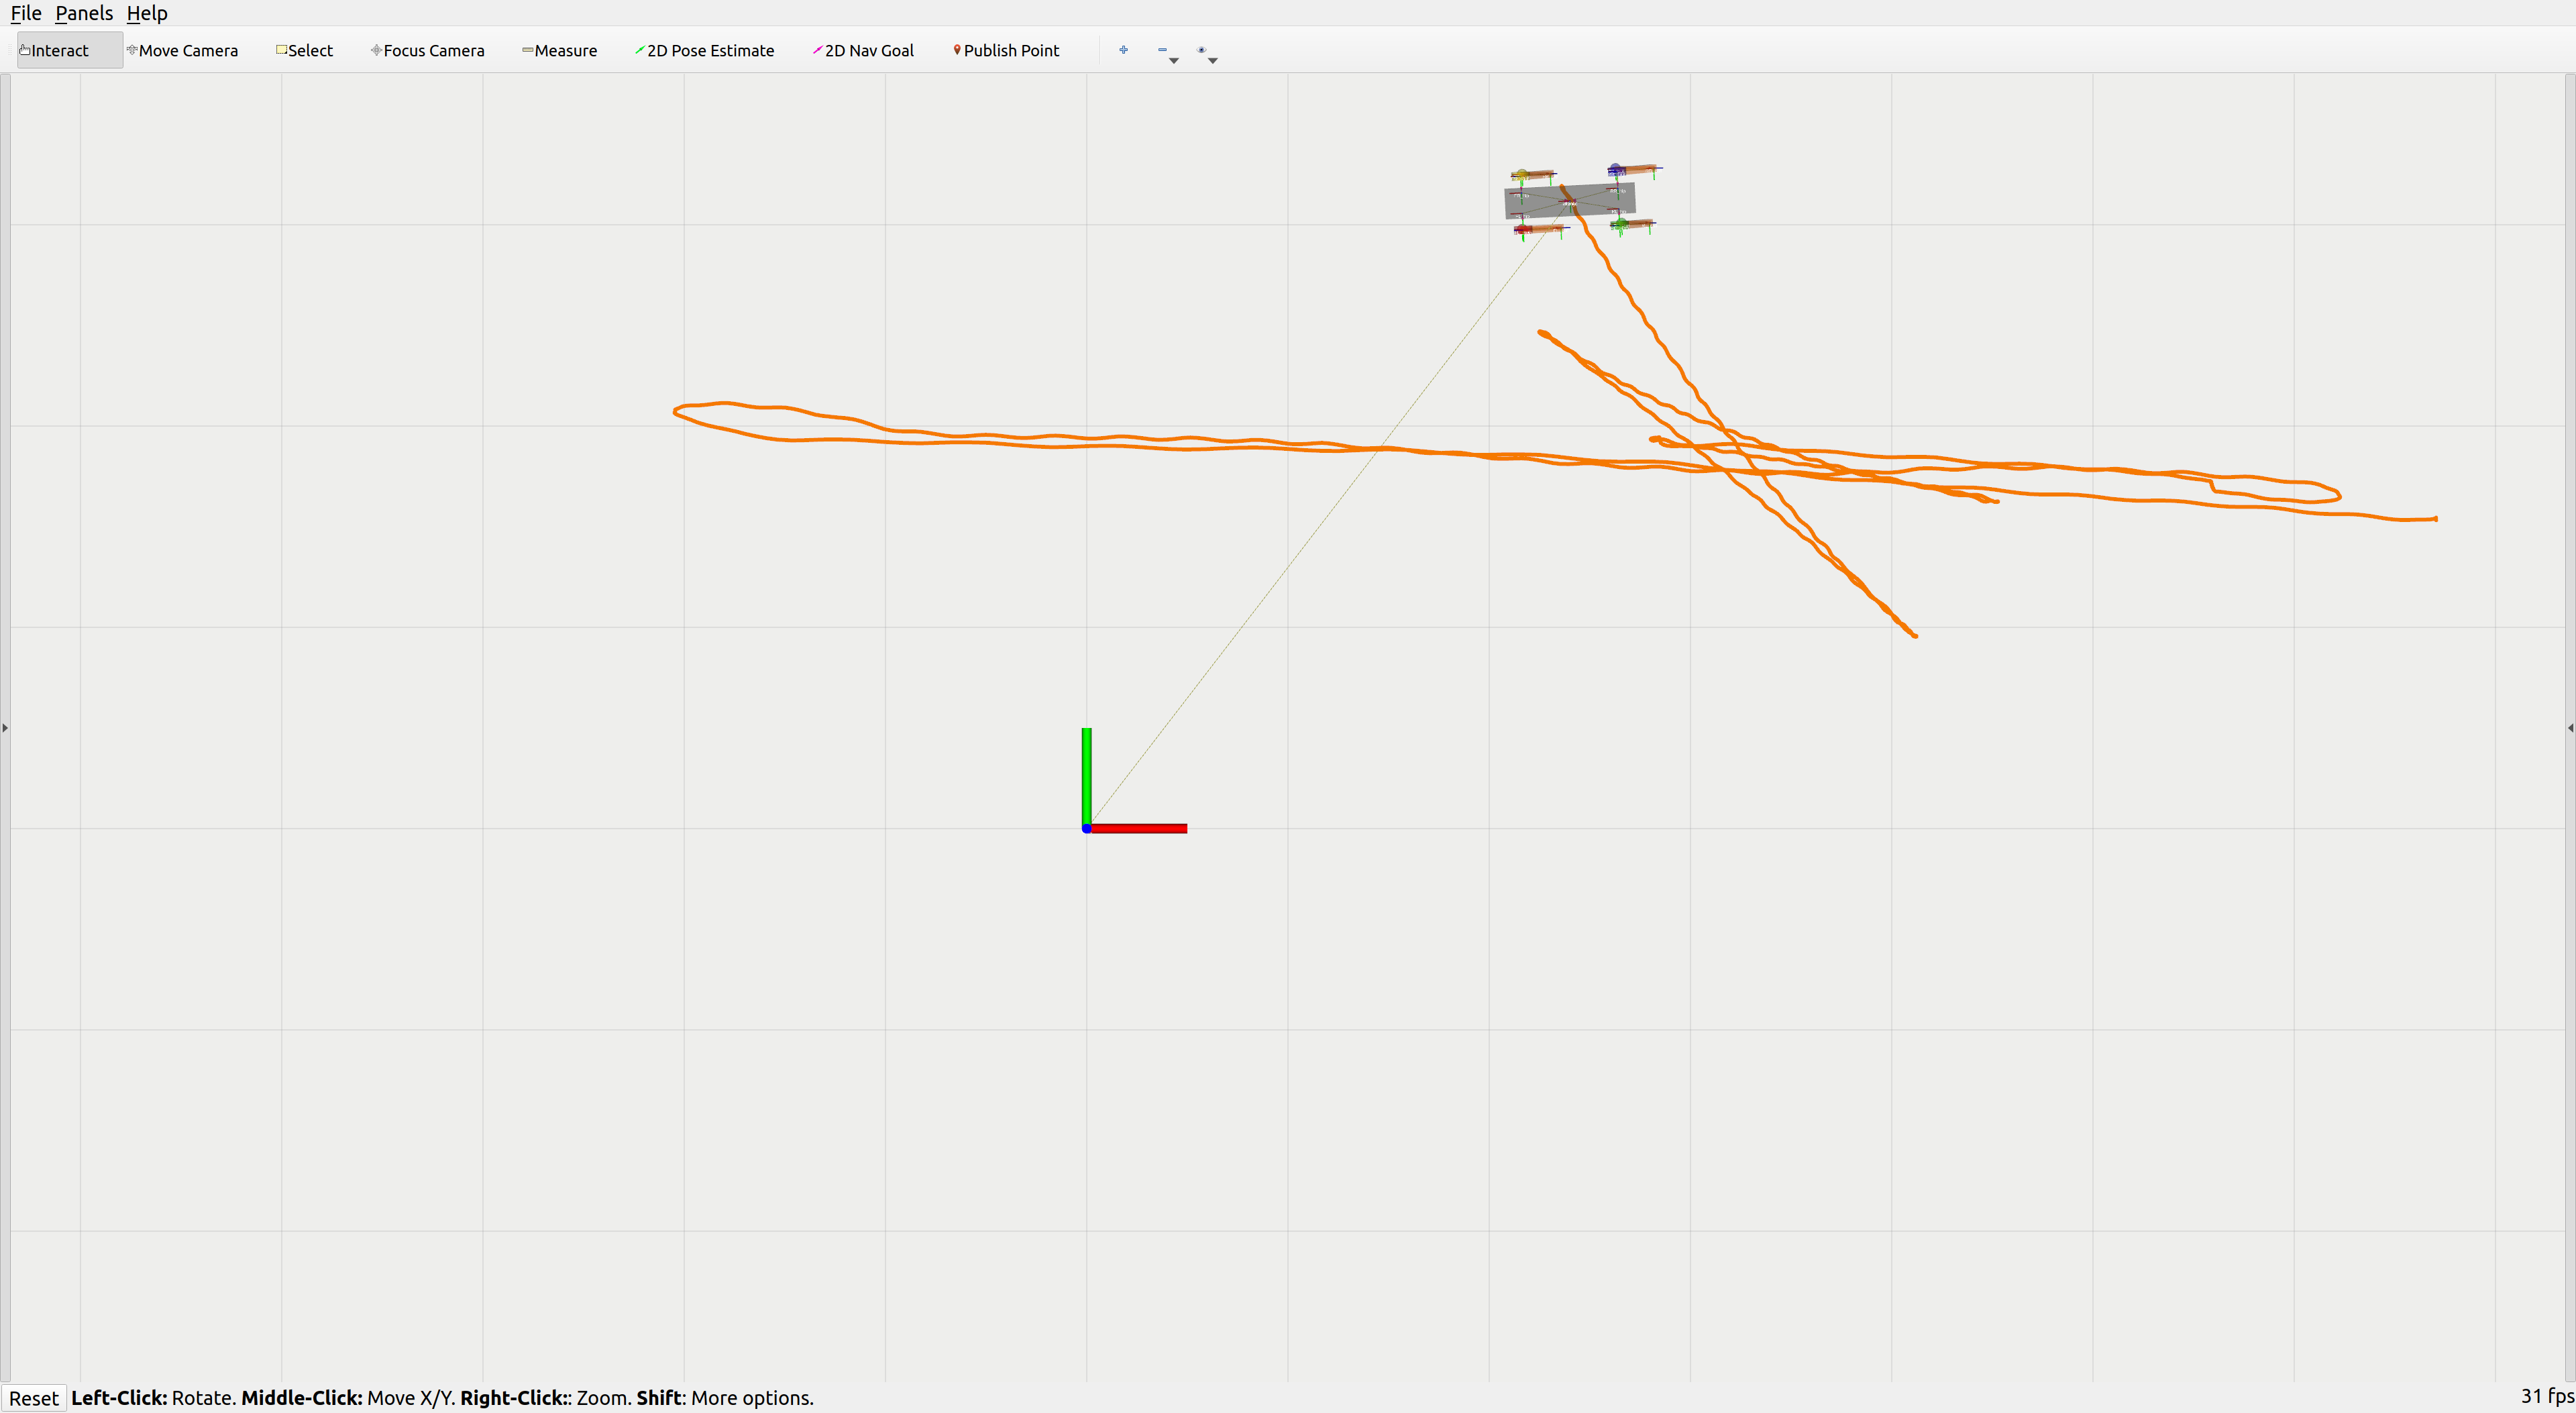 File Panels Help
Interact Move Camera Select Focus Camera Measure 2D Pose Estimate 2D Nav Goal Publish Point
Reset Left-Click: Rotate. Middle-Click: Move X/Y. Right-Click:: Zoom. Shift: More options. 31 fps